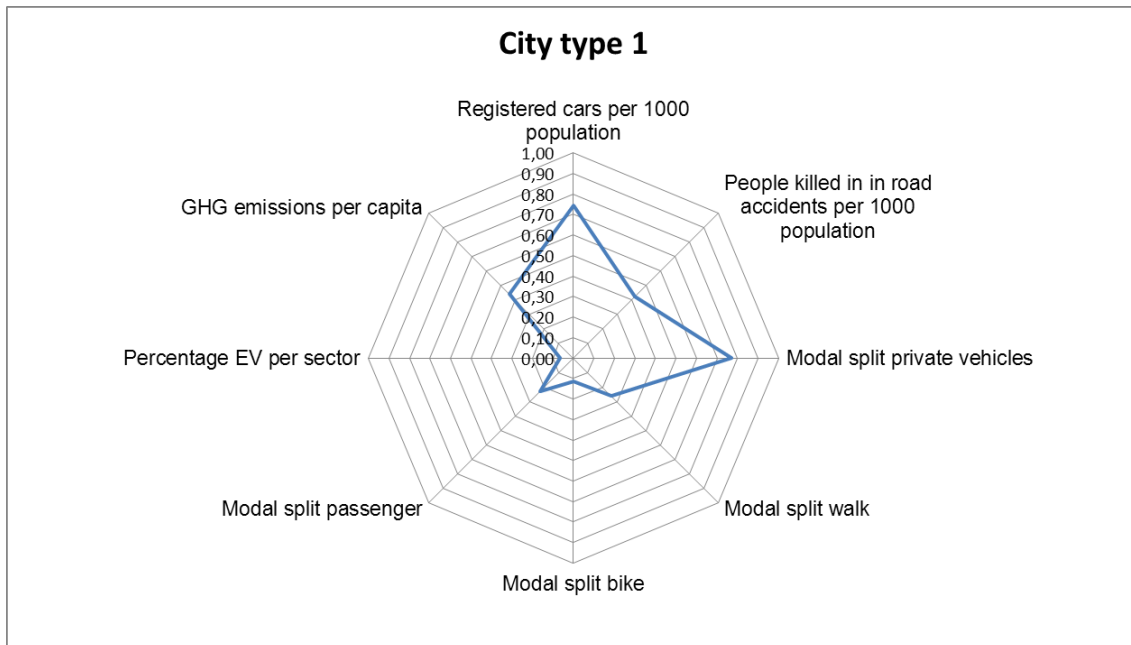 City type 1
Registered cars per 1000
population
1,00
0,90
0,80
0,70
0,60
0,50
0,40
0,30
0,20
0,10
0,00
People killed in in road
accidents per 1000
population
Modal split private vehicles
Modal split walk
Modal split bike
Modal split passenger
Percentage EV per sector
GHG emissions per capita